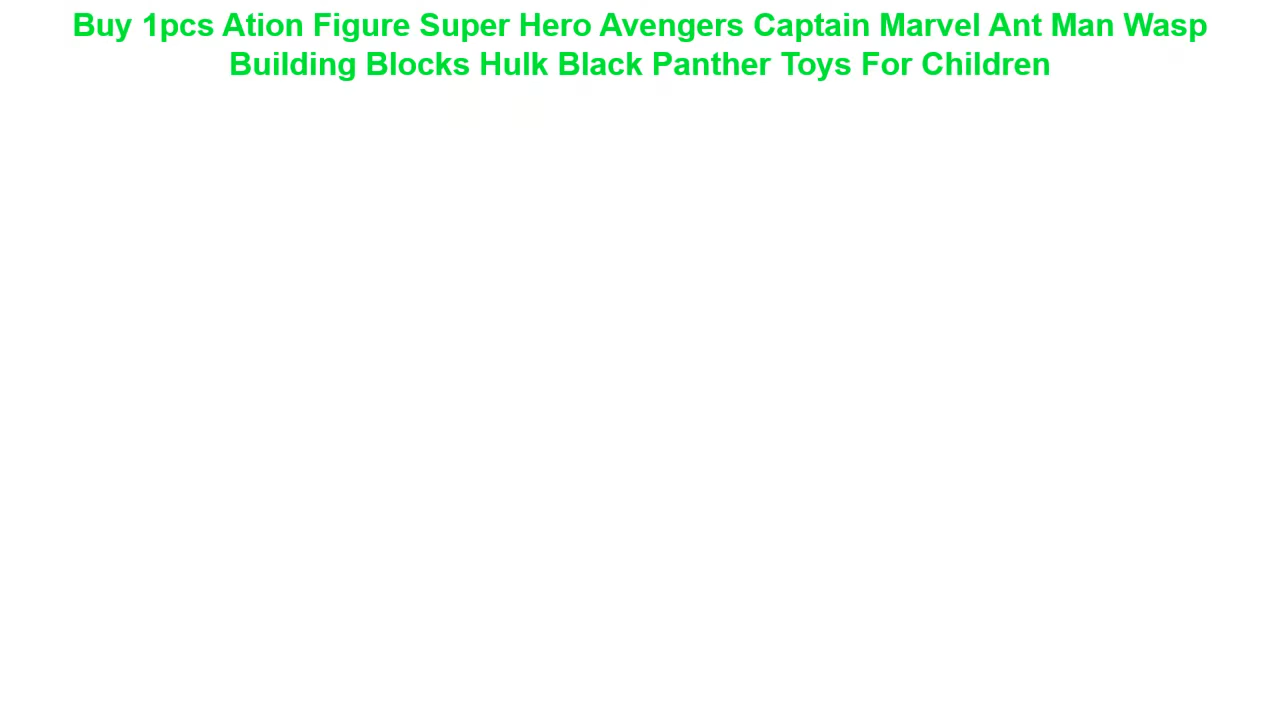 Buy 1pcs Ation Figure Super Hero Avengers Captain Marvel Ant Man Wasp
Building Blocks Hulk Black Panther Toys For Children